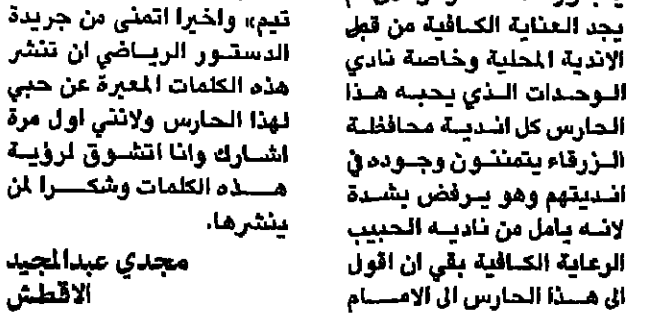 يجد العناية الكافية من قبل
الاندية المحلية وخاصة نادي
الوحدات الذي يحبه هذا
الحارس كل اندية محافظة
الزرقاء يتمنون وجوده في
انديتهم وهو يرفض بشدة
لانه يامل من ناديه الحبيب
الرعاية الكافية بقي ان اقول
الى هذا الحارس الى الامام
تيم» واخيرا اتمنى من جريدة
الدستور الرياضي ان تنشر
هذه الكلمات المعبرة عن حبي
لهذا الحارس ولانني اول مرة
اشارك وانا اتشوق لرؤية
هذه الكلمات وشكرا لمن
ينشرها.
مجدي عبدالمجيد
الاقطش